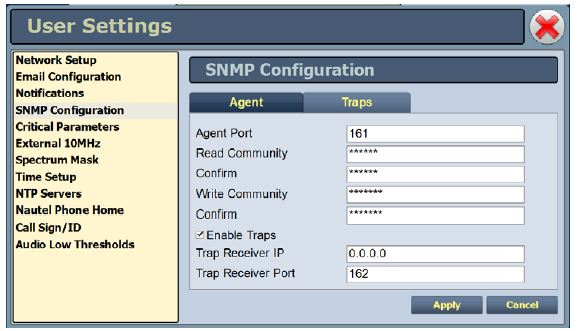 User Settings
Network Setup
Email Configuration
Notifications
SNMP Configuration
Critical Parameters
External 10MHz
Spectrum Mask
Time Setup
NTP Servers
Nautel Phone Home
Call Sign/ID
Audio Low Thresholds
SNMP Configuration
Agent Traps
Agent Port 161
Read Community ******
Confirm ******
Write Community *******
Confirm *******
Enable Traps
Trap Receiver IP 0.0.0.0
Trap Receiver Port 162
Apply Cancel